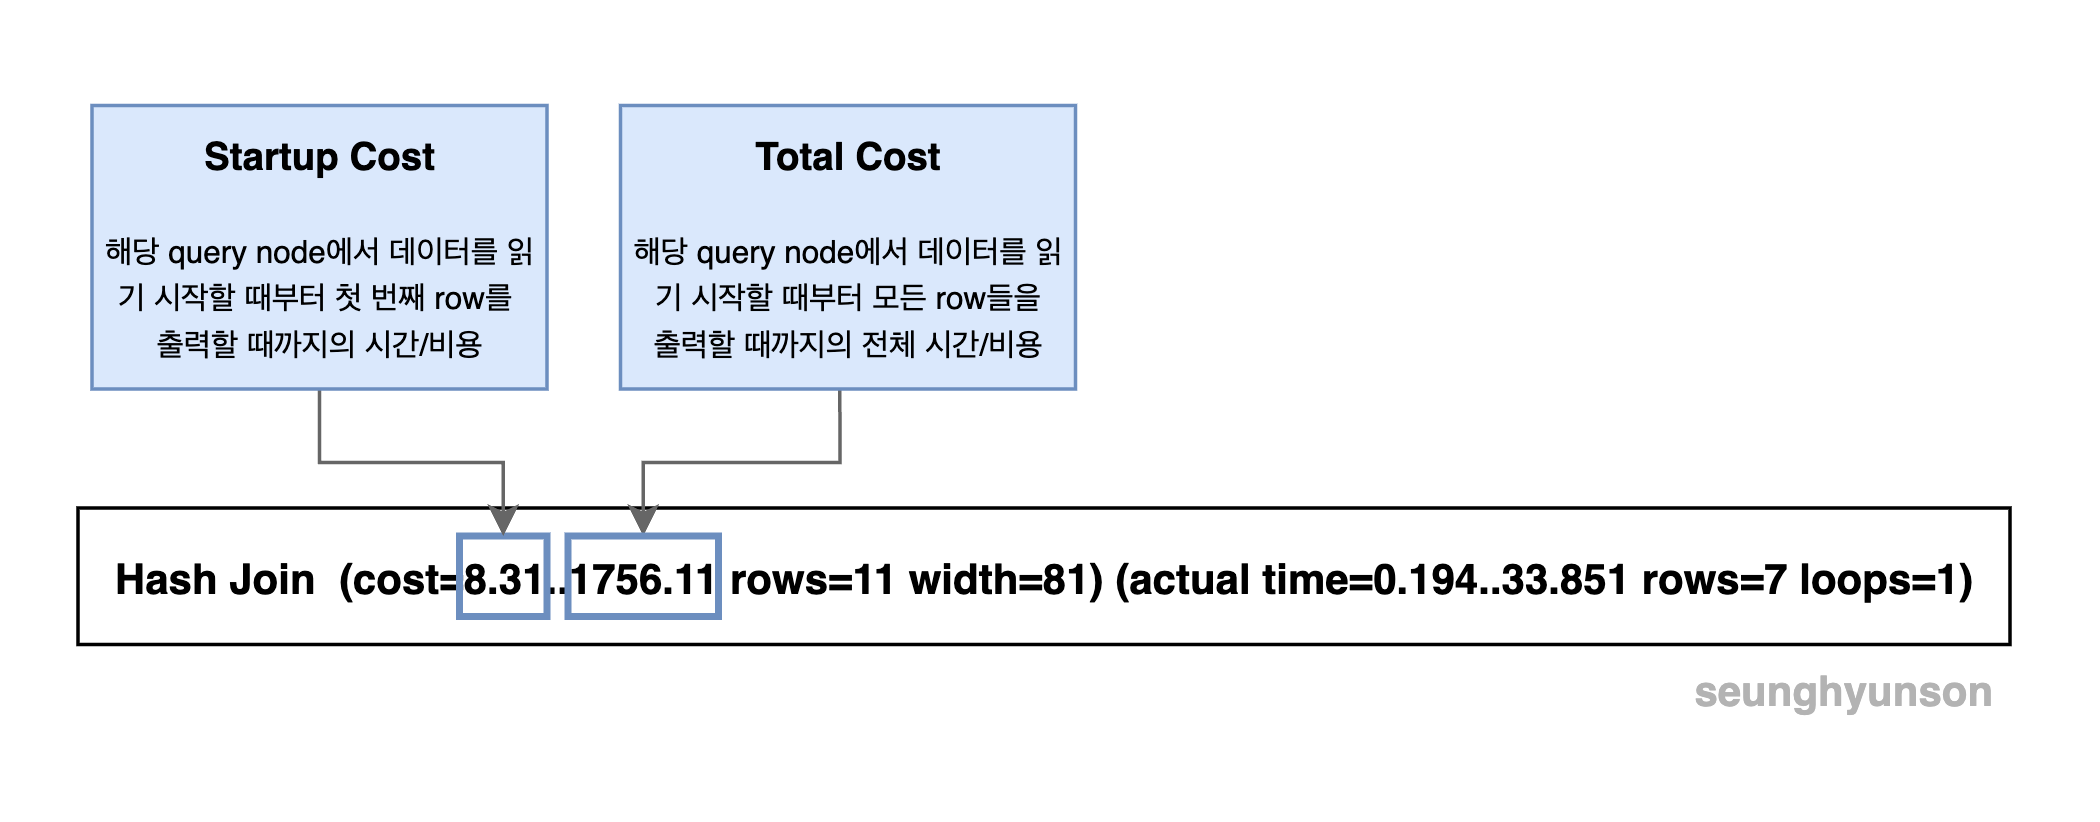 Startup Cost
해당 query node에서 데이터를 읽
기 시작할 때부터 첫 번째 row를
출력할 때까지의 시간/비용
Total Cost
해당 query node에서 데이터를 읽
기 시작할 때부터 모든 row들을
출력할 때까지의 전체 시간/비용
Hash Join (cost=8.31..1756.11 rows=11 width=81) (actual time=0.194..33.851 rows=7 loops=1)
seunghyunson